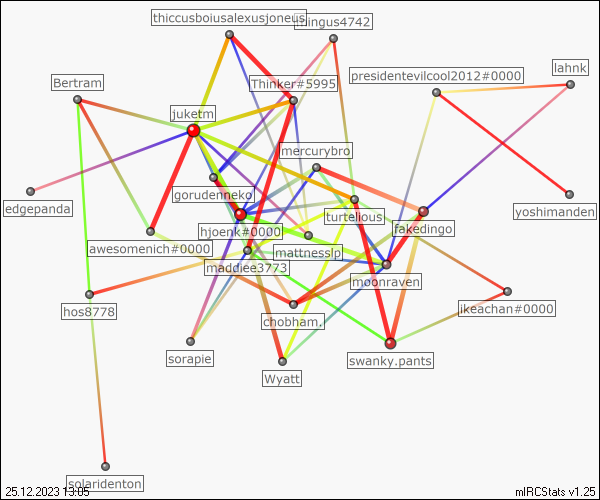 thiccusboiusalexusjoneus
mingus4742
lahnk
presidentevilcool2012#0000
Bertram
Thinker#5995
juketm
mercurybro
gorudenneko
edgepanda
yoshimanden
turtelious
fakedingo
hjoenk#0000
awesomenich#0000
mattnesslp
maddiee3773
moonraven
hos8778
chobham,
ikeachan#0000
sorapie
swanky.pants
Wyatt
solaridenton
25.12.2023 13:05
mIRCStats v1.25